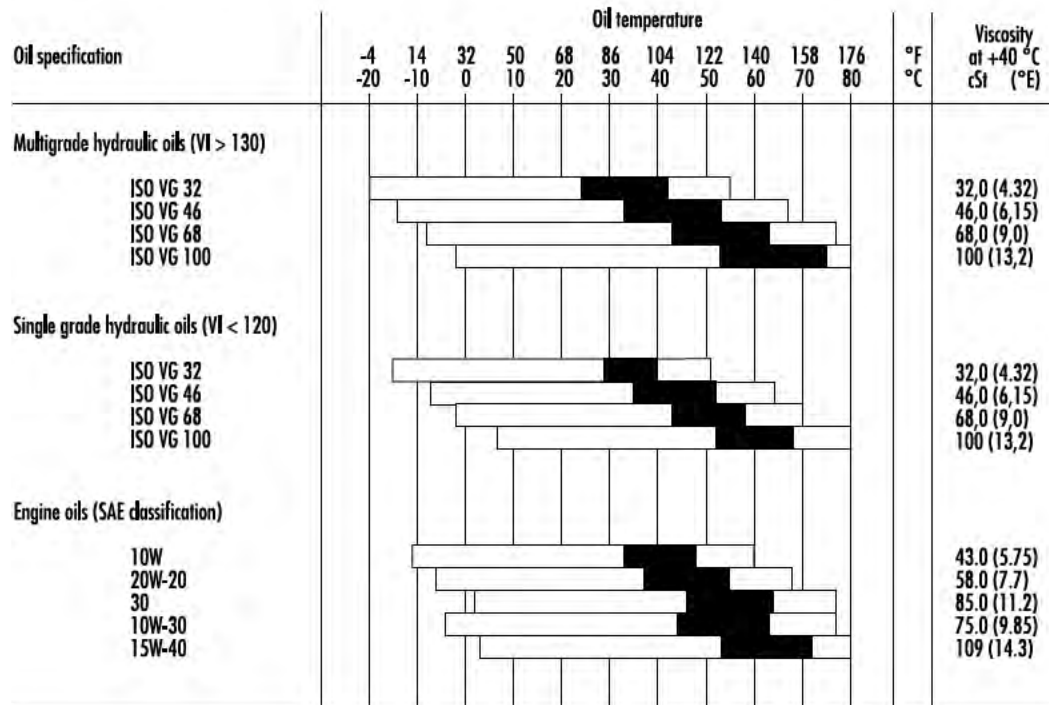 Oil temperature
Oil specification -4 14 32 50 68 86 104 122 140 158 176 °F Viscosity at +40 °C
-20 -10 0 10 20 30 40 50 60 70 80 °C cSt (°E)
Multigrade hydraulic oils (VI > 130)
ISO VG 32 32,0 (4.32)
ISO VG 46 46,0 (6,15)
ISO VG 68 68,0 (9,0)
ISO VG 100 100 (13,2)
Single grade hydraulic oils (VI < 120)
ISO VG 32 32,0 (4.32)
ISO VG 46 46,0 (6,15)
ISO VG 68 68,0 (9,0)
ISO VG 100 100 (13,2)
Engine oils (SAE classification)
10W 43.0 (5.75)
20W-20 58.0 (7.7)
30 85.0 (11.2)
10W-30 75.0 (9.85)
15W-40 109 (14.3)